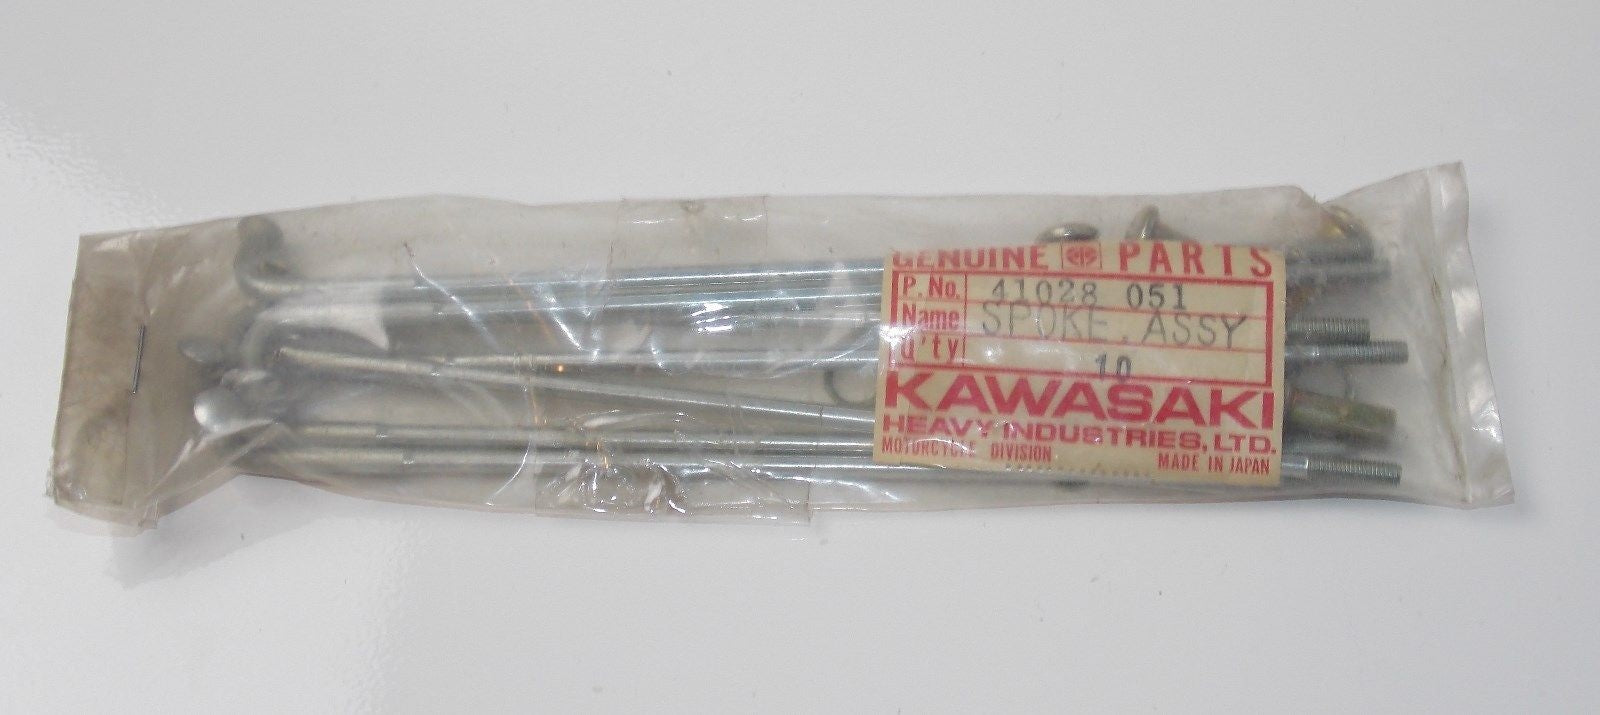 GENUINE PARTS
P. No. 41028 051
Name SPOKE, ASSY
Q'ty 10
KAWASAKI
HEAVY INDUSTRIES, LTD.
MOTORCYCLE DIVISION MADE IN JAPAN